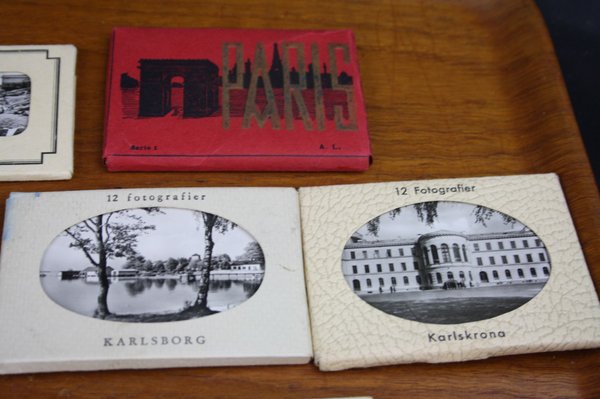 PARIS
Serie 1 A. L.
12 fotografier
KARLSBORG
12 Fotografier
Karlskrona